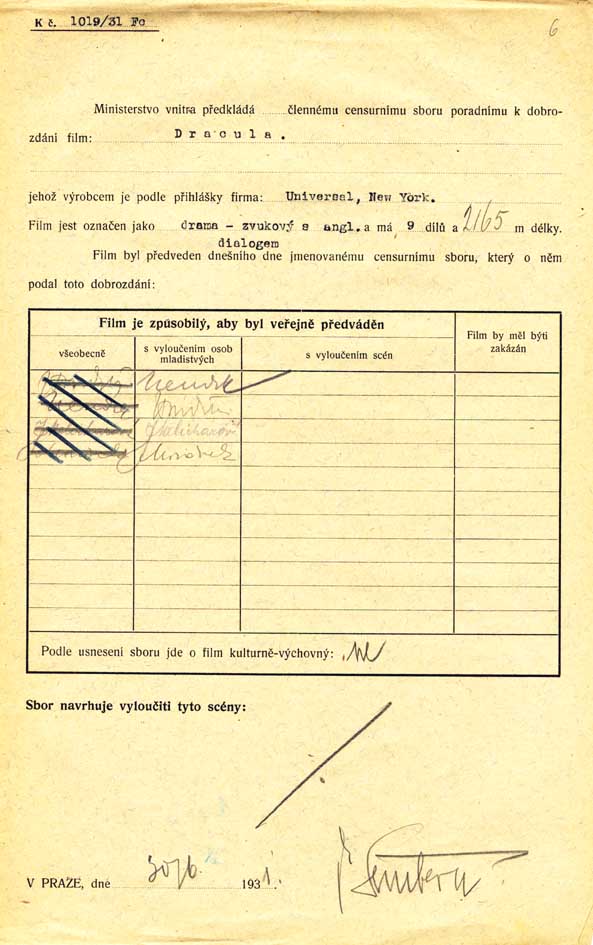 K č. 1019/31 Fc
6
Ministerstvo vnitra předkládá ............člennému censurnímu sboru poradnímu k dobro-
zdání film: Dracula.
jehož výrobcem je podle přihlášky firma: Universal, New York.
Film jest označen jako drama - zvukový s angl. a má 9 dílů a 2165 m délky.
dialogem
Film byl předveden dnešního dne jmenovanému censurnímu sboru, který o něm
podal toto dobrozdání:
Film je způsobilý, aby byl veřejně předváděn
Film by měl býti
zakázán
všeobecně
s vyloučením osob
mladistvých
s vyloučením scén
Podle usnesení sboru jde o film kulturně-výchovný: ne
Sbor navrhuje vyloučiti tyto scény:
V PRAZE, dne 30/6. 1931.